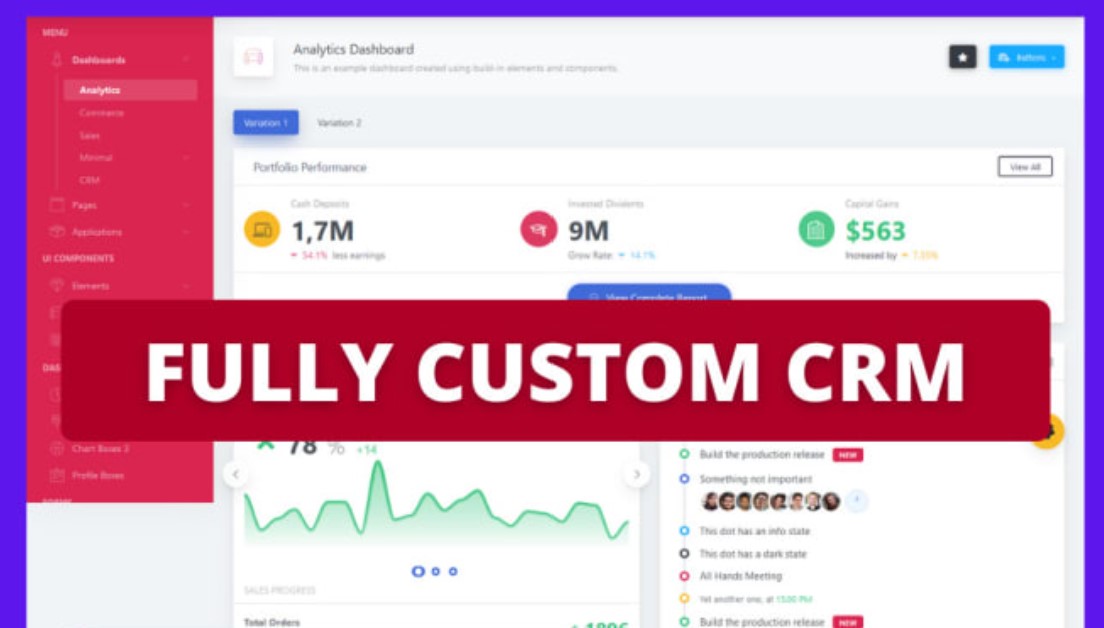 MENU
Dashboards
Analytics
Commerce
Sales
Minimal
CRM
Pages
Applications
UI COMPONENTS
Elements
Chart Boxes 3
Profile Boxes
Analytics Dashboard
This is an example dashboard created using build-in elements and components.
Buttons
Variation 1 Variation 2
Portfolio Performance
View All
Cash Deposits
1,7M
54.1% less earnings
Invested Dividents
9M
Grow Rate: 14.1%
Capital Gains
$563
Increased by 7.35%
View Complete Report
FULLY CUSTOM CRM
78 % +14
SALES PROGRESS
Total Orders
Build the production release NEW
Something not important
This dot has an info state
This dot has a dark state
All Hands Meeting
Yet another one, at 15:00 PM
Build the production release NEW